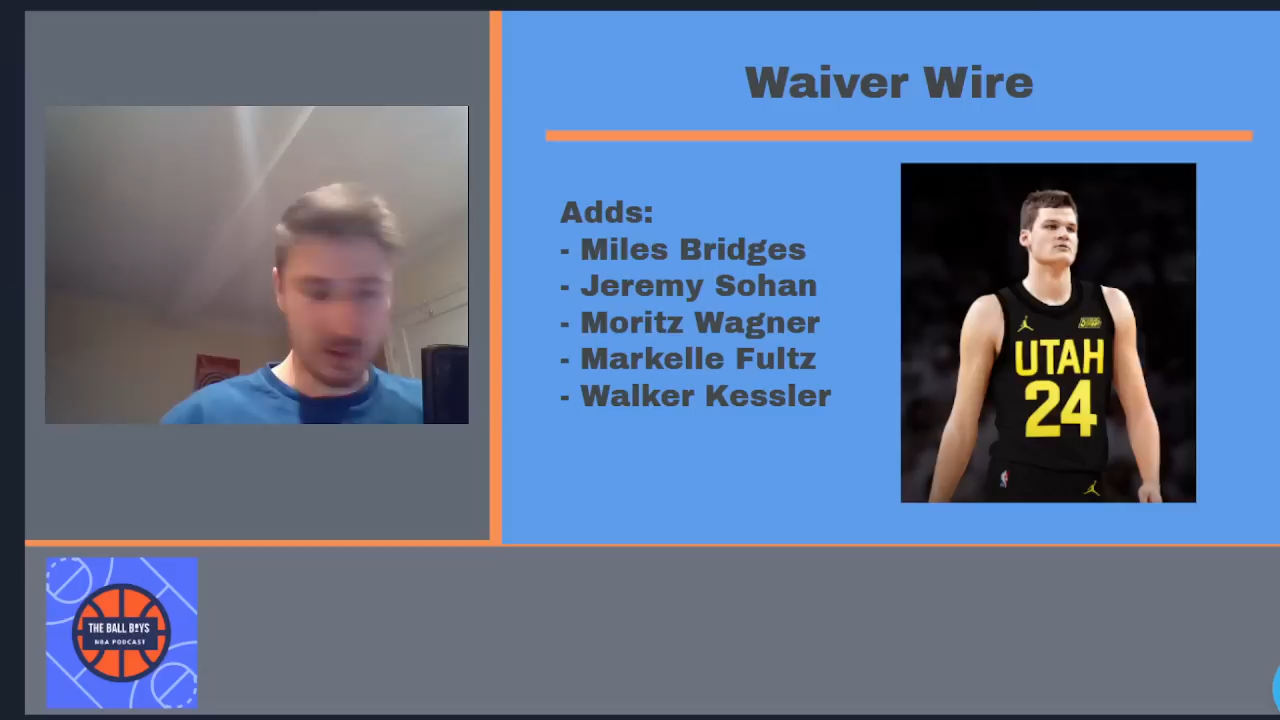 Waiver Wire
Adds:
- Miles Bridges
- Jeremy Sohan
- Moritz Wagner
- Markelle Fultz
- Walker Kessler
UTAH
24
THE BALL BOYS
NBA PODCAST